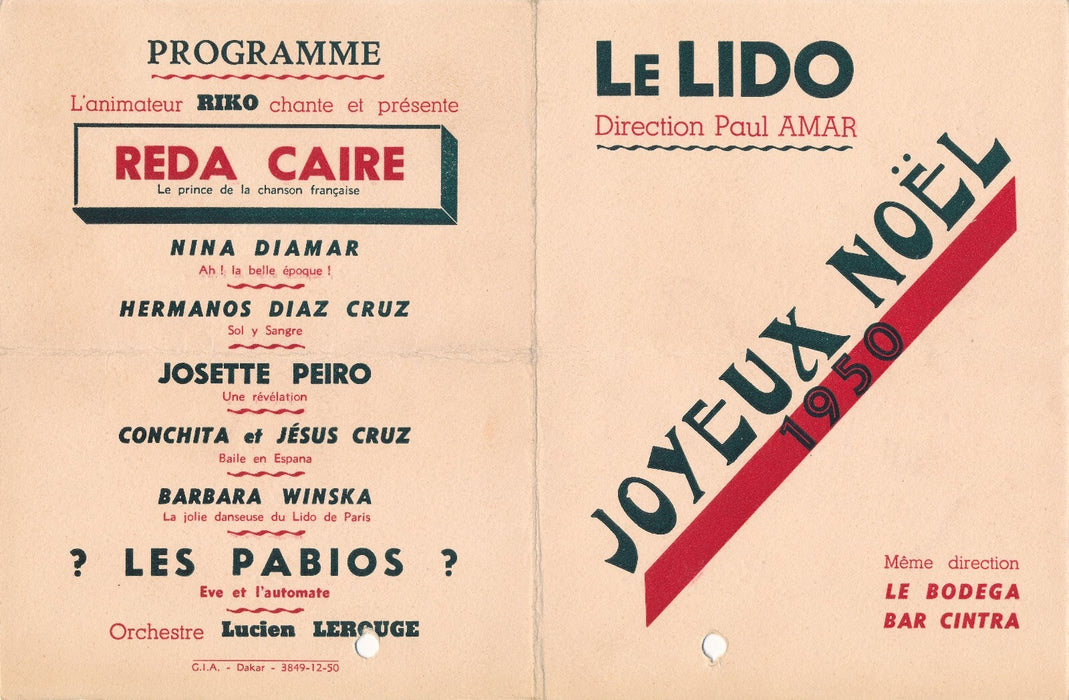 PROGRAMME
L'animateur RIKO chante et présente
REDA CAIRE
Le prince de la chanson française
NINA DIAMAR
Ah ! la belle époque !
HERMANOS DIAZ CRUZ
Sol y Sangre
JOSETTE PEIRO
Une révélation
CONCHITA et JÉSUS CRUZ
Baile en Espana
BARBARA WINSKA
La jolie danseuse du Lido de Paris
? LES PABIOS ?
Eve et l'automate
Orchestre Lucien LEROUGE
G.I.A. - Dakar - 3849-12-50
LE LIDO
Direction Paul AMAR
JOYEUX NOËL
1950
Même direction
LE BODEGA
BAR CINTRA